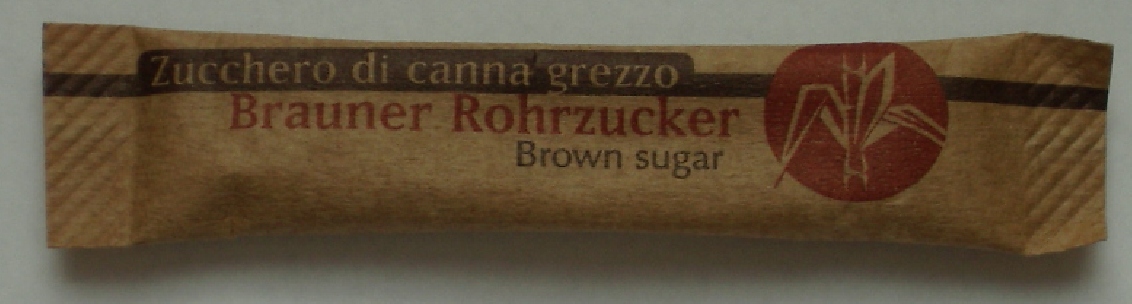 Zucchero di canna grezzo
Brauner Rohrzucker
Brown sugar